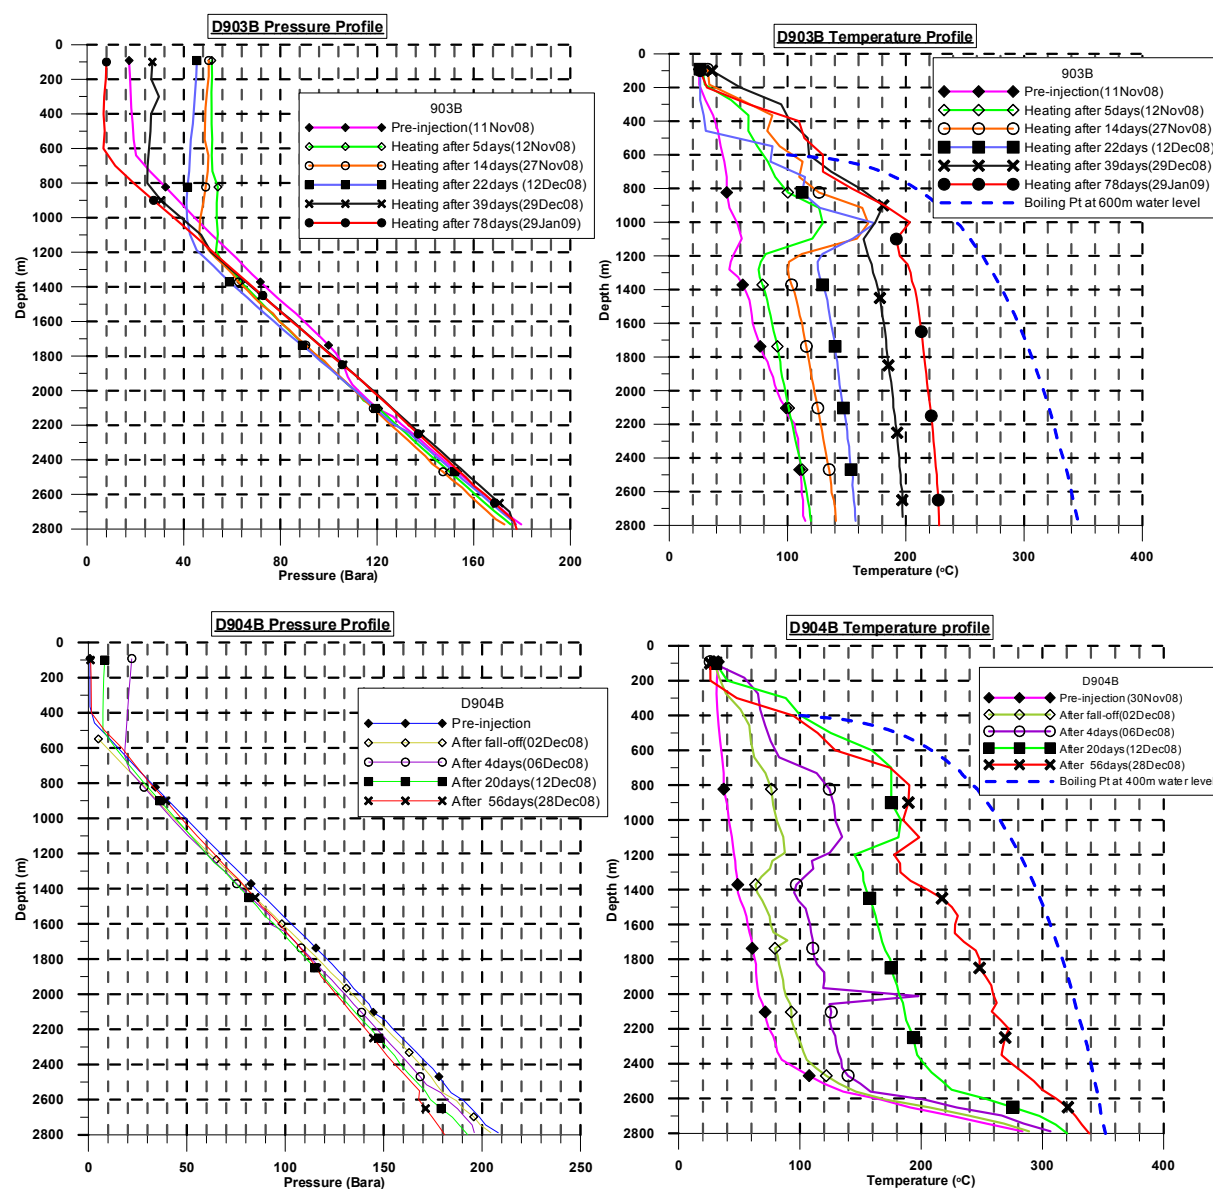 D903B Pressure Profile
0
200
400
600
800
1000
1200
1400
1600
1800
2000
2200
2400
2600
2800
Depth (m)
0 40 80 120 160 200
Pressure (Bara)
903B
Pre-injection(11Nov08)
Heating after 5days(12Nov08)
Heating after 14days(27Nov08)
Heating after 22days (12Dec08)
Heating after 39days(29Dec08)
Heating after 78days(29Jan09)
D903B Temperature Profile
0
200
400
600
800
1000
1200
1400
1600
1800
2000
2200
2400
2600
2800
Depth (m)
0 100 200 300 400
Temperature (oC)
903B
Pre-injection(11Nov08)
Heating after 5days(12Nov08)
Heating after 14days(27Nov08)
Heating after 22days (12Dec08)
Heating after 39days(29Dec08)
Heating after 78days(29Jan09)
Boiling Pt at 600m water level
D904B Pressure Profile
0
200
400
600
800
1000
1200
1400
1600
1800
2000
2200
2400
2600
2800
Depth (m)
0 50 100 150 200 250
Pressure (Bara)
D904B
Pre-injection
After fall-off(02Dec08)
After 4days(06Dec08)
After 20days(12Dec08)
After 56days(28Dec08)
D904B Temperature profile
0
200
400
600
800
1000
1200
1400
1600
1800
2000
2200
2400
2600
2800
Depth (m)
0 100 200 300 400
Temperature (oC)
D904B
Pre-injection(30Nov08)
After fall-off(02Dec08)
After 4days(06Dec08)
After 20days(12Dec08)
After 56days(28Dec08)
Boiling Pt at 400m water level